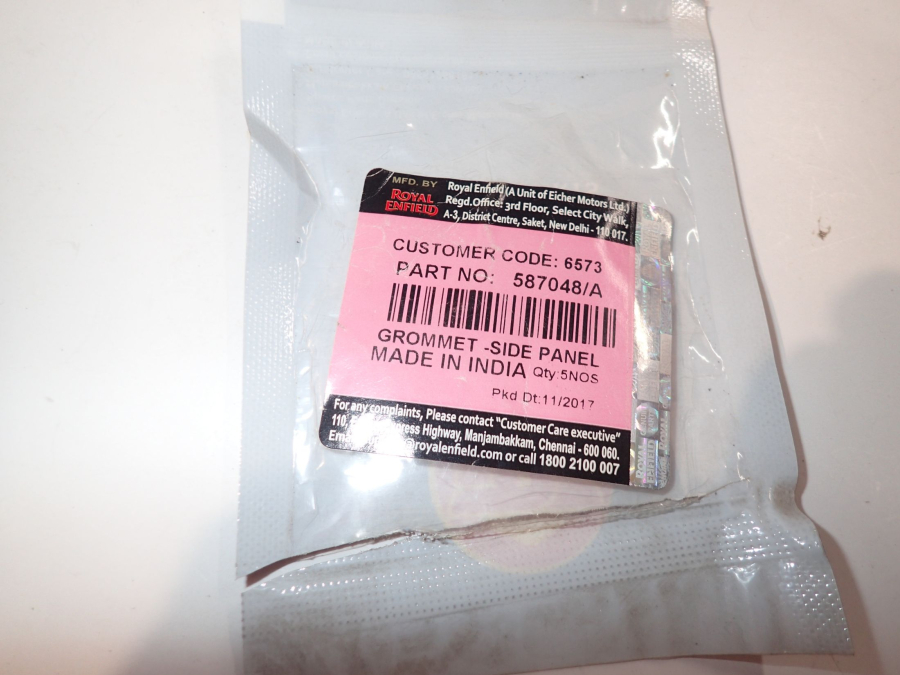 MFD. BY
ROYAL
ENFIELD
Royal Enfield (A Unit of Eicher Motors Ltd.)
Regd.Office: 3rd Floor, Select City Walk,
A-3, District Centre, Saket, New Delhi - 110 017.
CUSTOMER CODE: 6573
PART NO: 587048/A
GROMMET -SIDE PANEL
MADE IN INDIA Qty:5NOS
Pkd Dt:11/2017
For any complaints, Please contact "Customer Care executive"
110, Highway, Manjambakkam, Chennai - 600 060.
@royalenfield.com or call 1800 2100 007